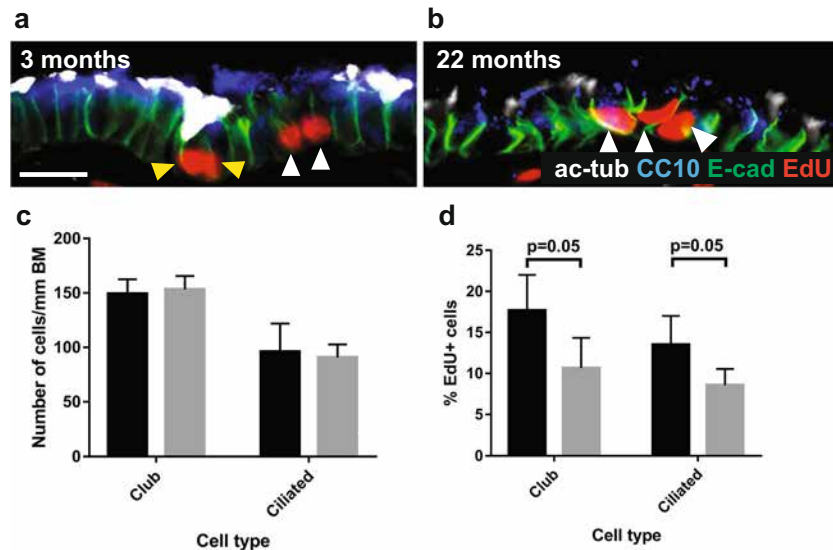 a
3 months
b
22 months
ac-tub CC10 E-cad EdU
c
Number of cells/mm BM
200
150
100
50
0
Club
Ciliated
Cell type
d
% EdU+ cells
25
20
15
10
5
0
p=0.05
p=0.05
Club
Ciliated
Cell type